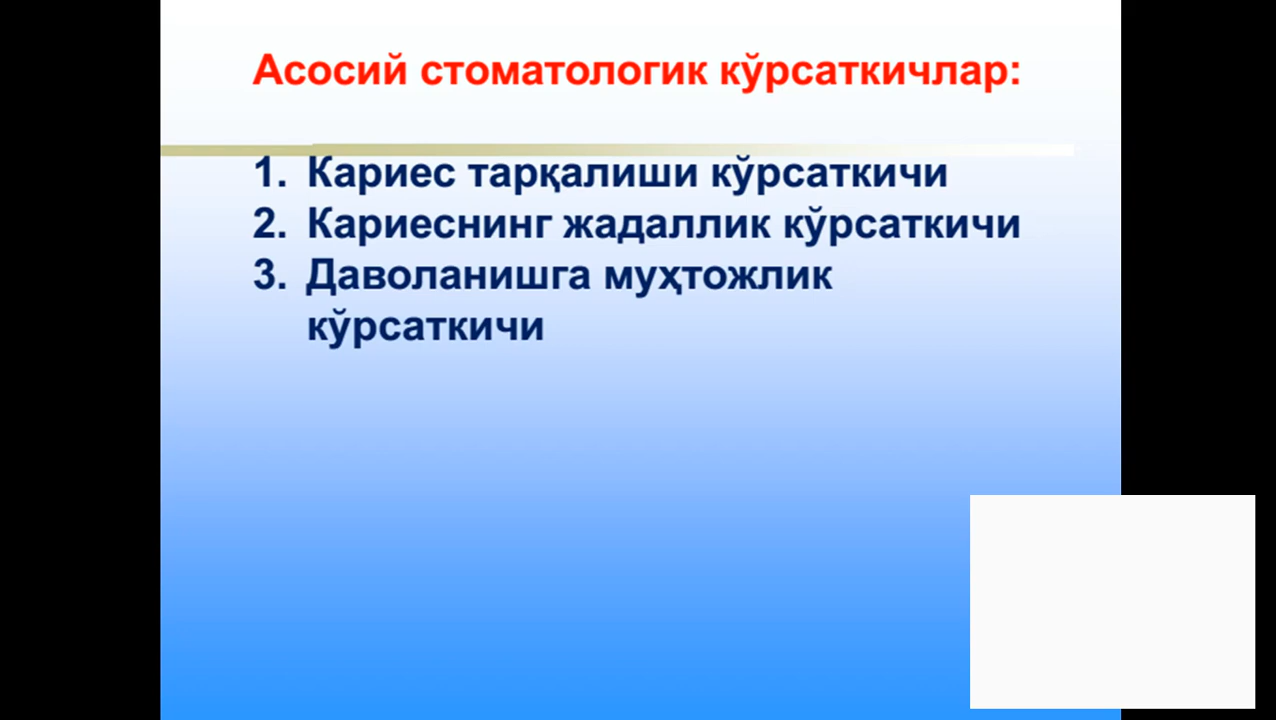 Асосий стоматологик кўрсаткичлар:
1. Кариес тарқалиши кўрсаткичи
2. Кариеснинг жадаллик кўрсаткичи
3. Даволанишга муҳтожлик
кўрсаткичи